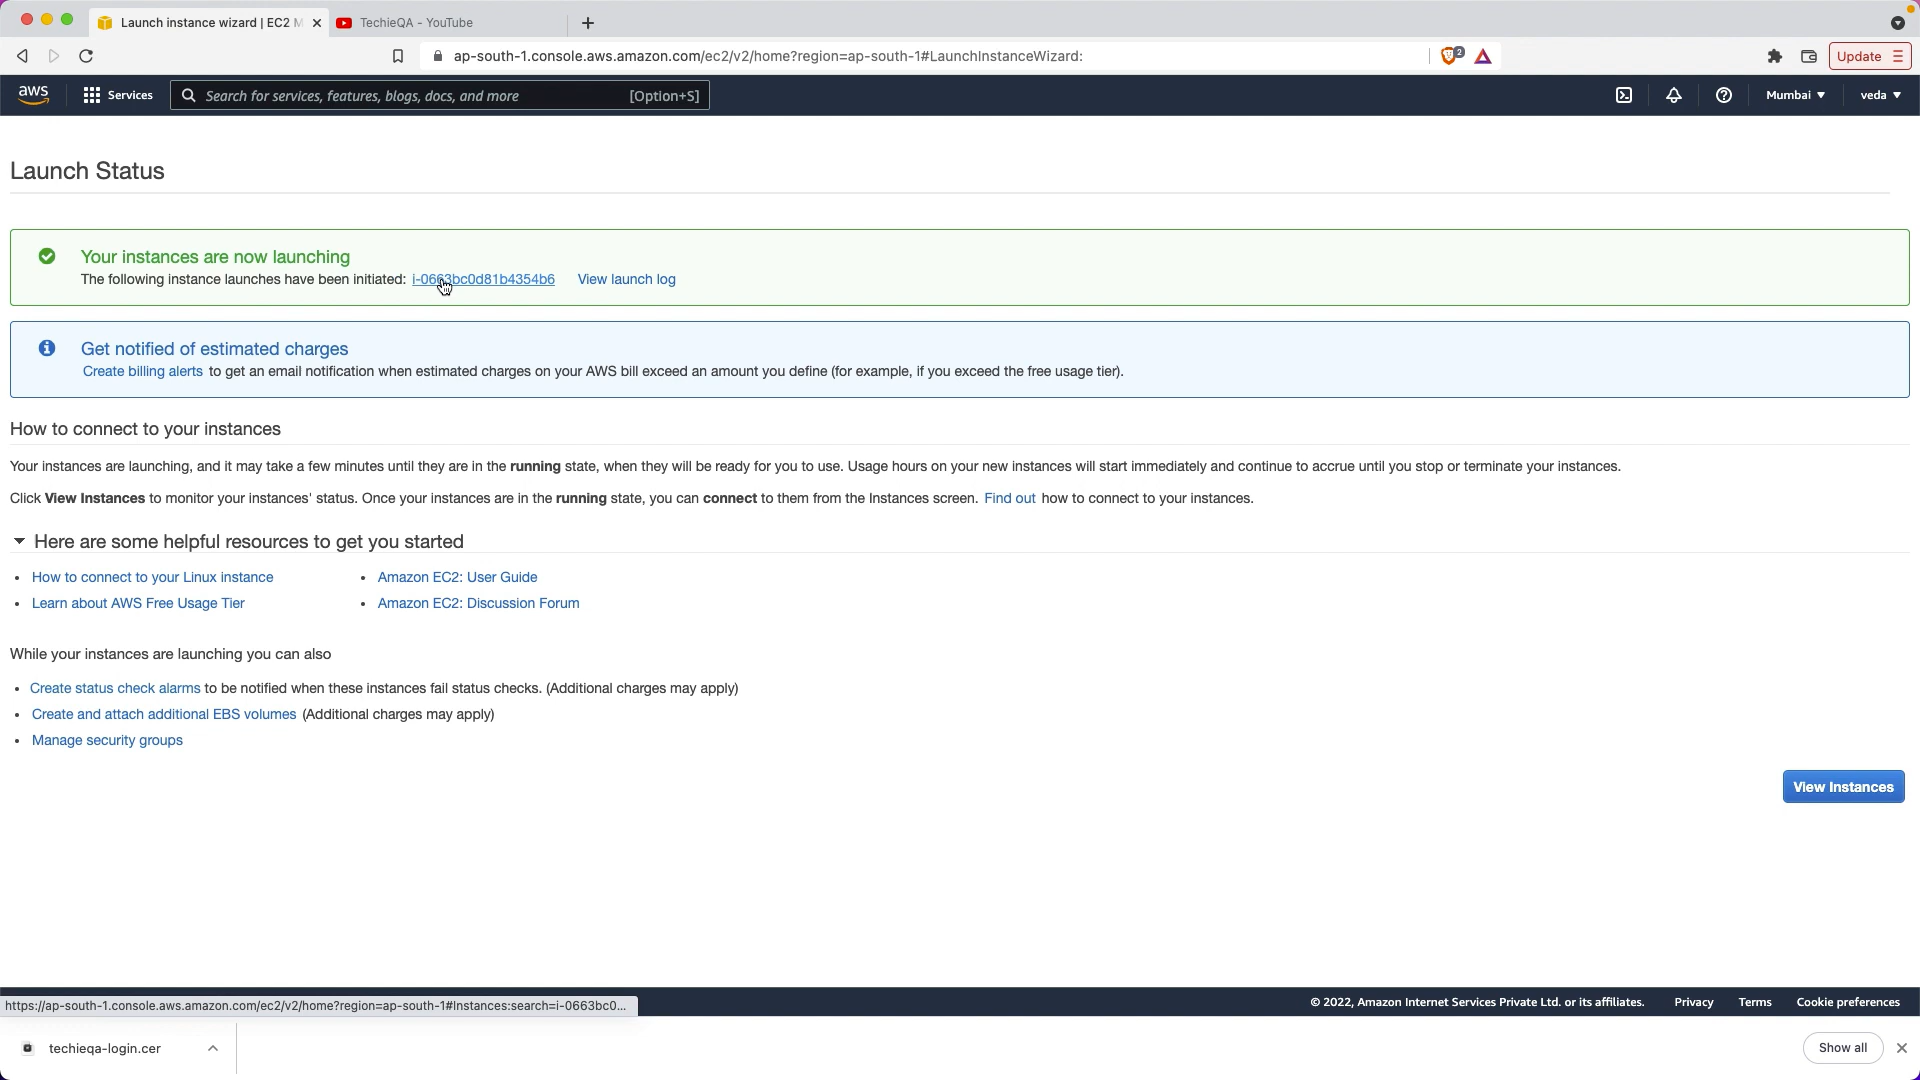 Launch instance wizard | EC2 M
TechieQA - YouTube
ap-south-1.console.aws.amazon.com/ec2/v2/home?region=ap-south-1#LaunchInstanceWizard:
2
Update
aws
Services
Search for services, features, blogs, docs, and more
[Option+S]
Mumbai
veda
Launch Status
Your instances are now launching
The following instance launches have been initiated: i-0663bc0d81b4354b6 View launch log
Get notified of estimated charges
Create billing alerts to get an email notification when estimated charges on your AWS bill exceed an amount you define (for example, if you exceed the free usage tier).
How to connect to your instances
Your instances are launching, and it may take a few minutes until they are in the running state, when they will be ready for you to use. Usage hours on your new instances will start immediately and continue to accrue until you stop or terminate your instances.
Click View Instances to monitor your instances' status. Once your instances are in the running state, you can connect to them from the Instances screen. Find out how to connect to your instances.
Here are some helpful resources to get you started
• How to connect to your Linux instance
• Amazon EC2: User Guide
• Learn about AWS Free Usage Tier
• Amazon EC2: Discussion Forum
While your instances are launching you can also
• Create status check alarms to be notified when these instances fail status checks. (Additional charges may apply)
• Create and attach additional EBS volumes (Additional charges may apply)
• Manage security groups
View Instances
https://ap-south-1.console.aws.amazon.com/ec2/v2/home?region=ap-south-1#Instances:search=i-0663bc0...
© 2022, Amazon Internet Services Private Ltd. or its affiliates.
Privacy
Terms
Cookie preferences
techieqa-login.cer
Show all